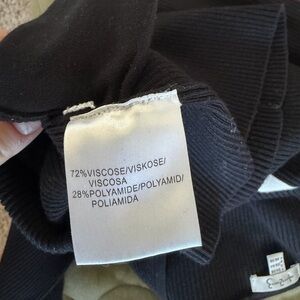 72%VISCOSE/VISKOSE/
VISCOSA
28%POLYAMIDE/POLYAMID/
POLIAMIDA